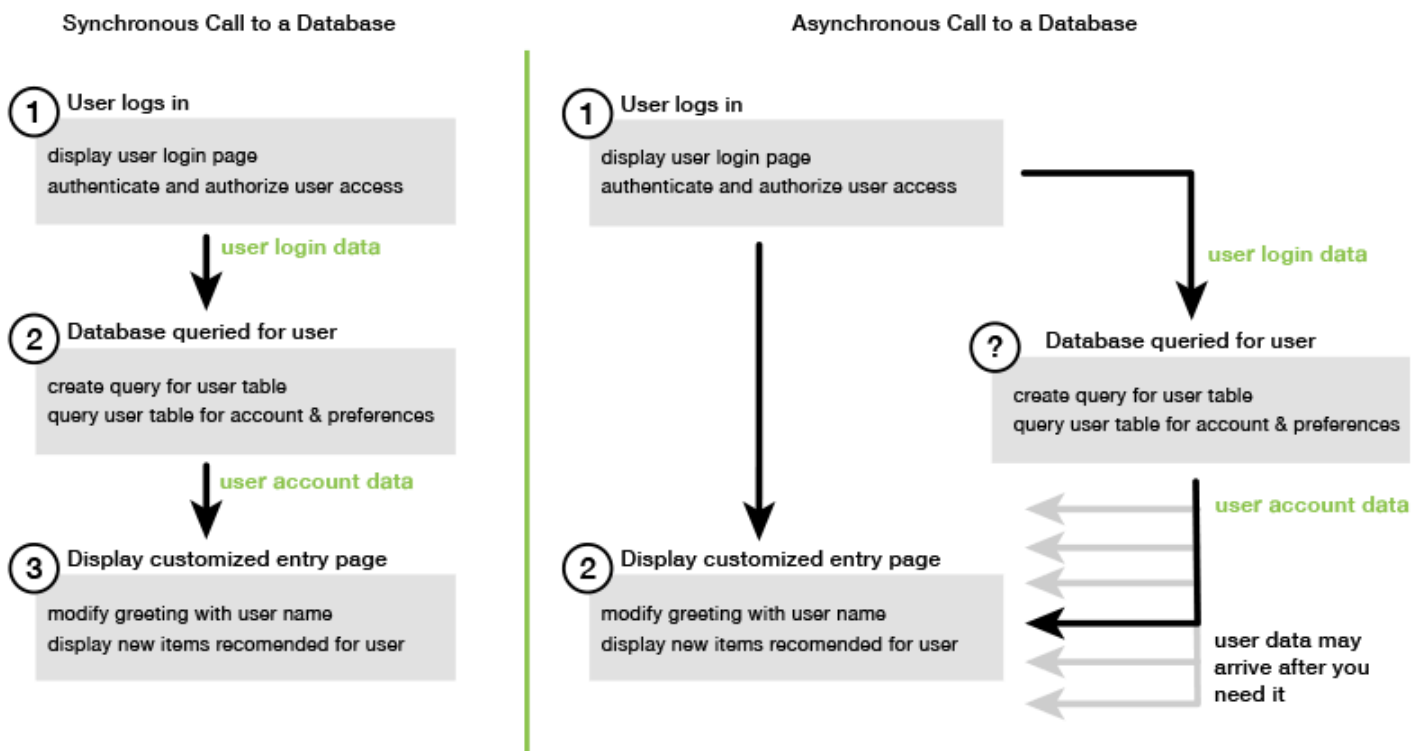 Synchronous Call to a Database
1
User logs in
display user login page
authenticate and authorize user access
user login data
2
Database queried for user
create query for user table
query user table for account & preferences
user account data
3
Display customized entry page
modify greeting with user name
display new items recomended for user
Asynchronous Call to a Database
1
User logs in
display user login page
authenticate and authorize user access
user login data
?
Database queried for user
create query for user table
query user table for account & preferences
user account data
2
Display customized entry page
modify greeting with user name
display new items recomended for user
user data may
arrive after you
need it